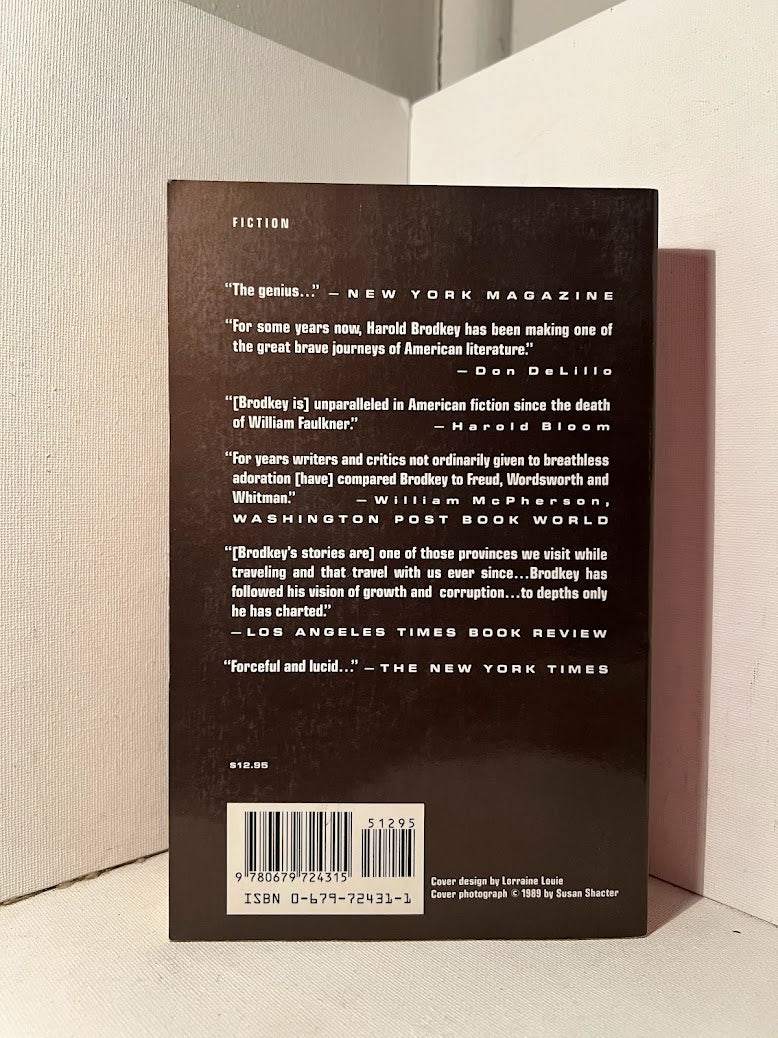 FICTION
“The genius...” — NEW YORK MAGAZINE
“For some years now, Harold Brodkey has been making one of
the great brave journeys of American literature.”
— Don DeLillo
“[Brodkey is] unparalleled in American fiction since the death
of William Faulkner.” — Harold Bloom
“For years writers and critics not ordinarily given to breathless
adoration [have] compared Brodkey to Freud, Wordsworth and
Whitman.” — William McPherson,
WASHINGTON POST BOOK WORLD
“[Brodkey’s stories are] one of those provinces we visit while
traveling and that travel with us ever since...Brodkey has
followed his vision of growth and corruption...to depths only
he has charted.”
—LOS ANGELES TIMES BOOK REVIEW
“Forceful and lucid...” — THE NEW YORK TIMES
$12.95
51295
9 780679 724315
ISBN 0-679-72431-1
Cover design by Lorraine Louie
Cover photograph © 1989 by Susan Shacter